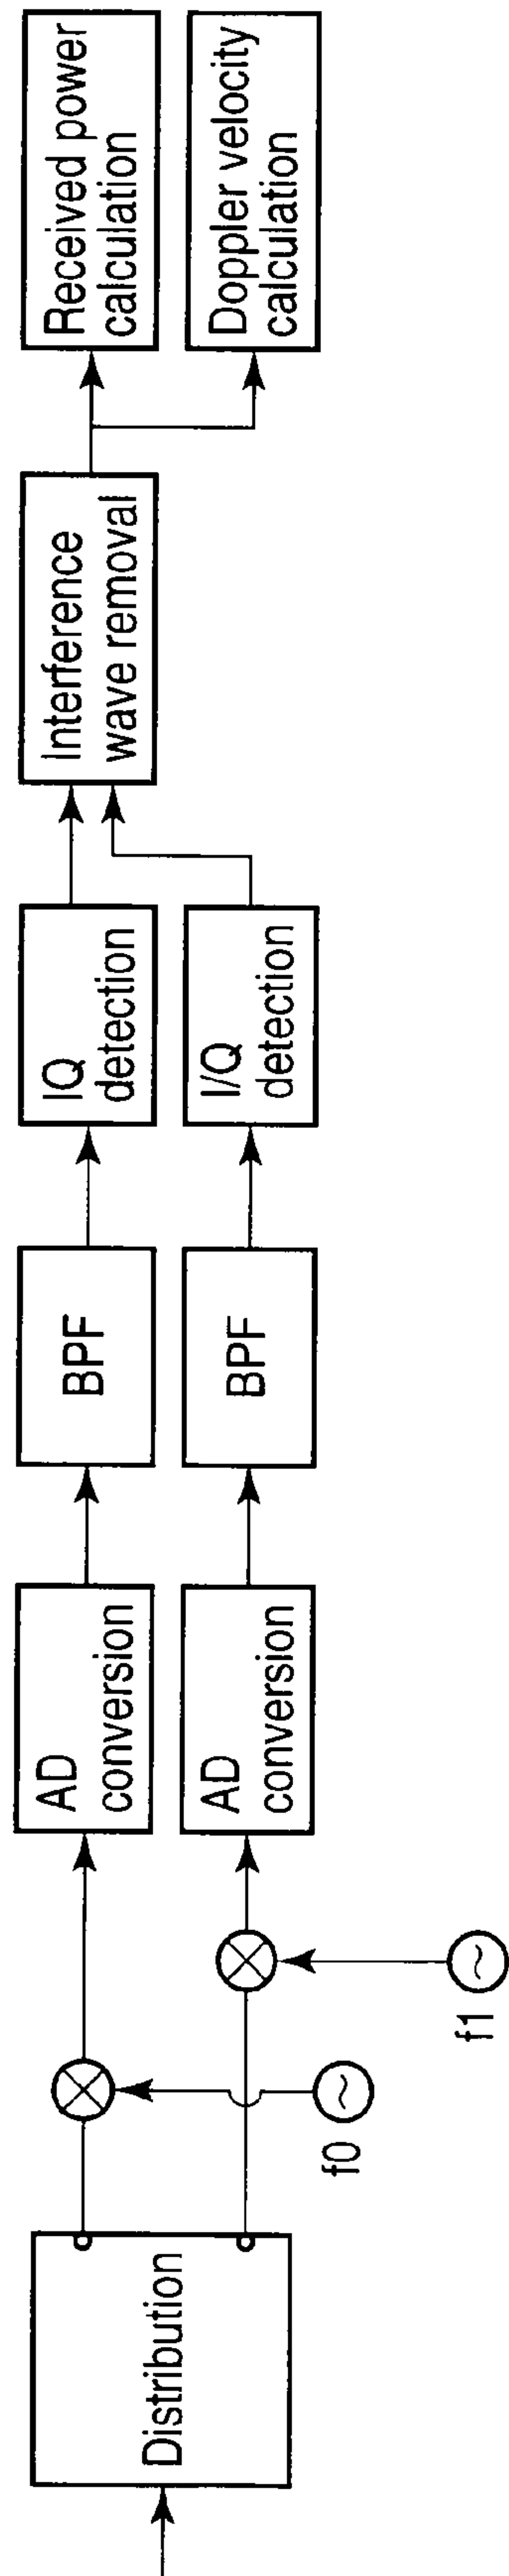 Distribution
f0
f1
AD
conversion
AD
conversion
BPF
BPF
IQ
detection
I/Q
detection
Interference
wave removal
Received power
calculation
Doppler velocity
calculation